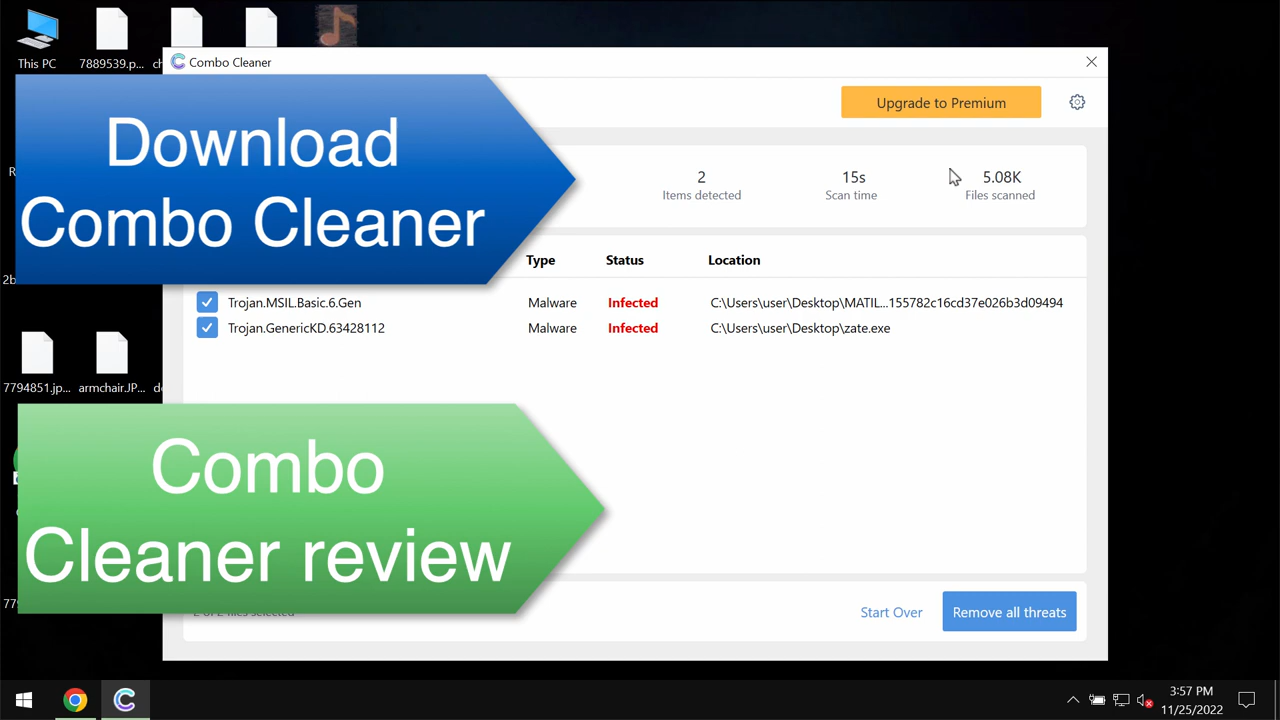 This PC
7889539.p...
Combo Cleaner
Upgrade to Premium
Download
Combo Cleaner
2
Items detected
15s
Scan time
5.08K
Files scanned
Type
Status
Location
Trojan.MSIL.Basic.6.Gen
Malware
Infected
C:\Users\user\Desktop\MATIL...155782c16cd37e026b3d09494
Trojan.GenericKD.63428112
Malware
Infected
C:\Users\user\Desktop\zate.exe
7794851.jp...
armchair.JP...
Combo
Cleaner review
Start Over
Remove all threats
3:57 PM
11/25/2022